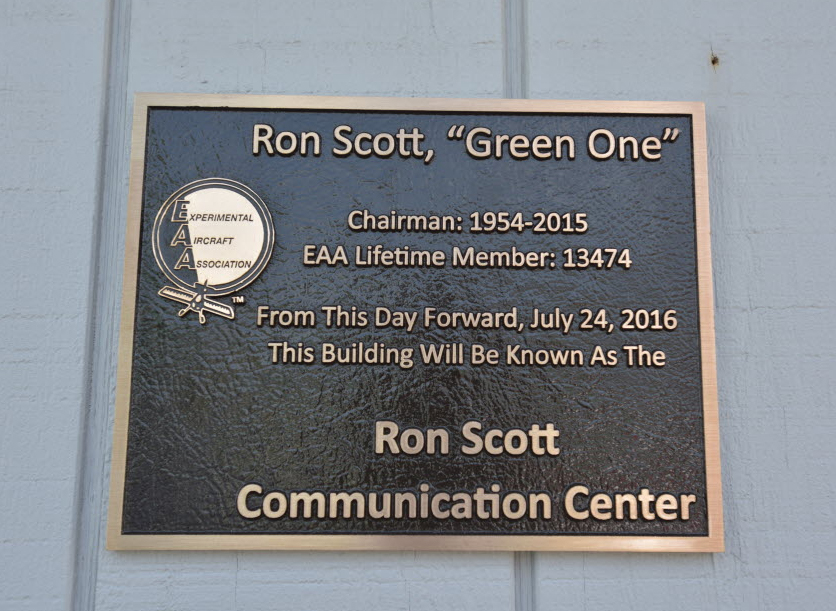 Ron Scott, “Green One”
EXPERIMENTAL
AIRCRAFT
ASSOCIATION
TM
Chairman: 1954-2015
EAA Lifetime Member: 13474
From This Day Forward, July 24, 2016
This Building Will Be Known As The
Ron Scott
Communication Center